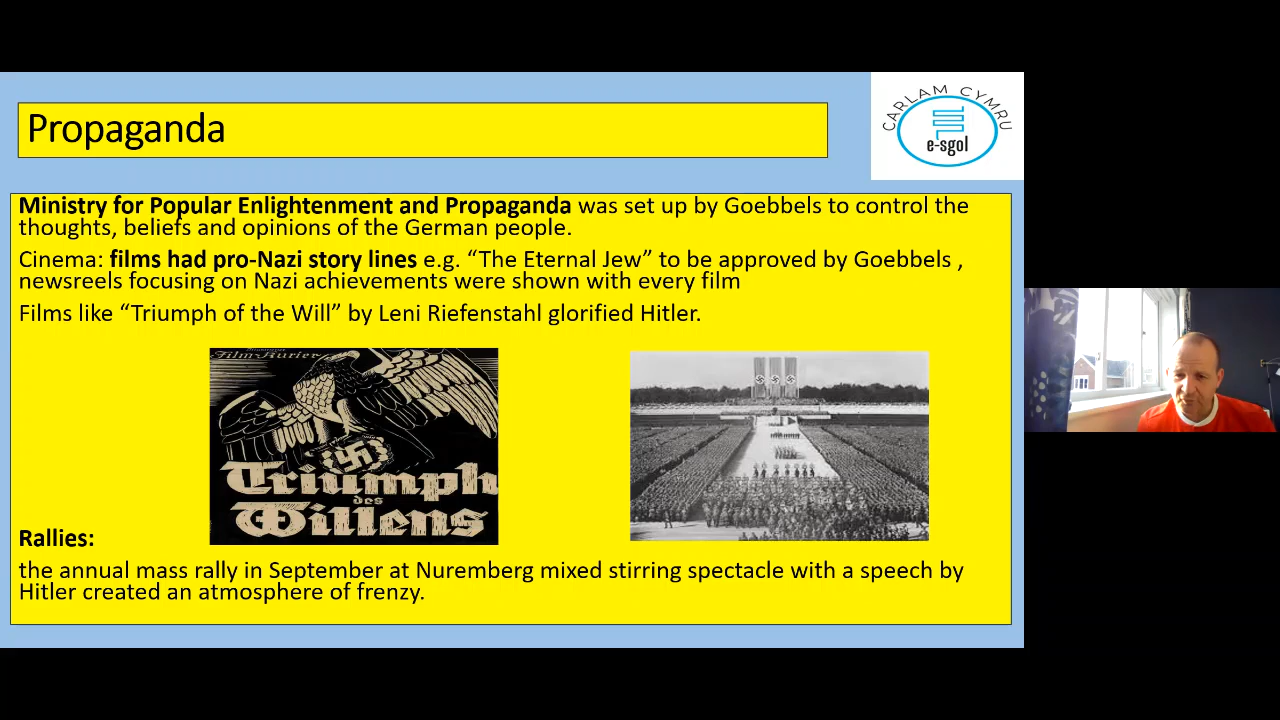 Propaganda
CARLAM CYMRU
e-sgol
Ministry for Popular Enlightenment and Propaganda was set up by Goebbels to control the
thoughts, beliefs and opinions of the German people.
Cinema: films had pro-Nazi story lines e.g. “The Eternal Jew” to be approved by Goebbels ,
newsreels focusing on Nazi achievements were shown with every film
Films like “Triumph of the Will” by Leni Riefenstahl glorified Hitler.
Film-Kurier
Triumph
des
Willens
Rallies:
the annual mass rally in September at Nuremberg mixed stirring spectacle with a speech by
Hitler created an atmosphere of frenzy.